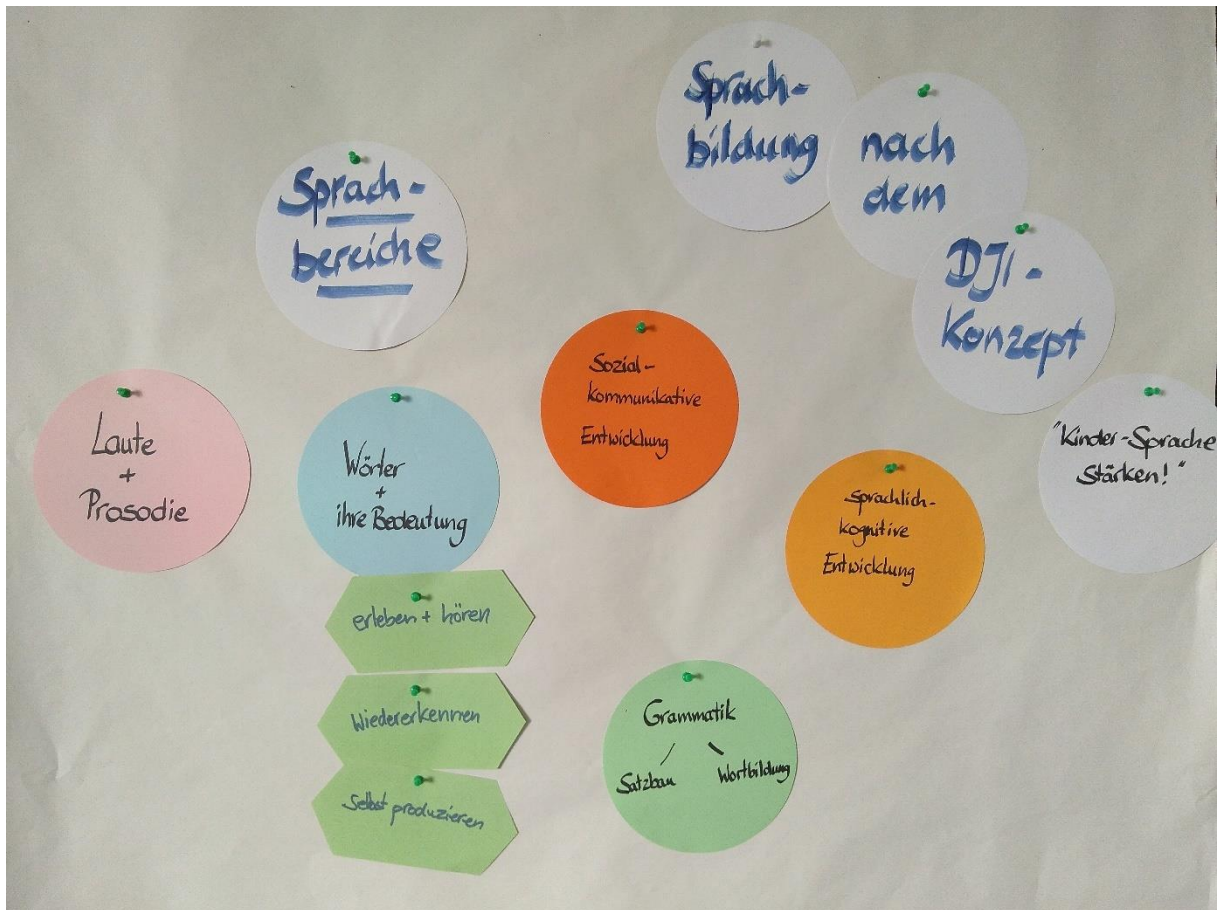 Sprach-
bildung
nach
dem
DJI-
Konzept
"Kinder-Sprache
Stärken!"
Sprach-
bereiche
Laute
+
Prosodie
Wörter
+
ihre Bedeutung
erleben + hören
Wiedererkennen
Selbst produzieren
Sozial-
kommunikative
Entwicklung
sprachlich-
kognitive
Entwicklung
Grammatik
Satzbau Wortbildung